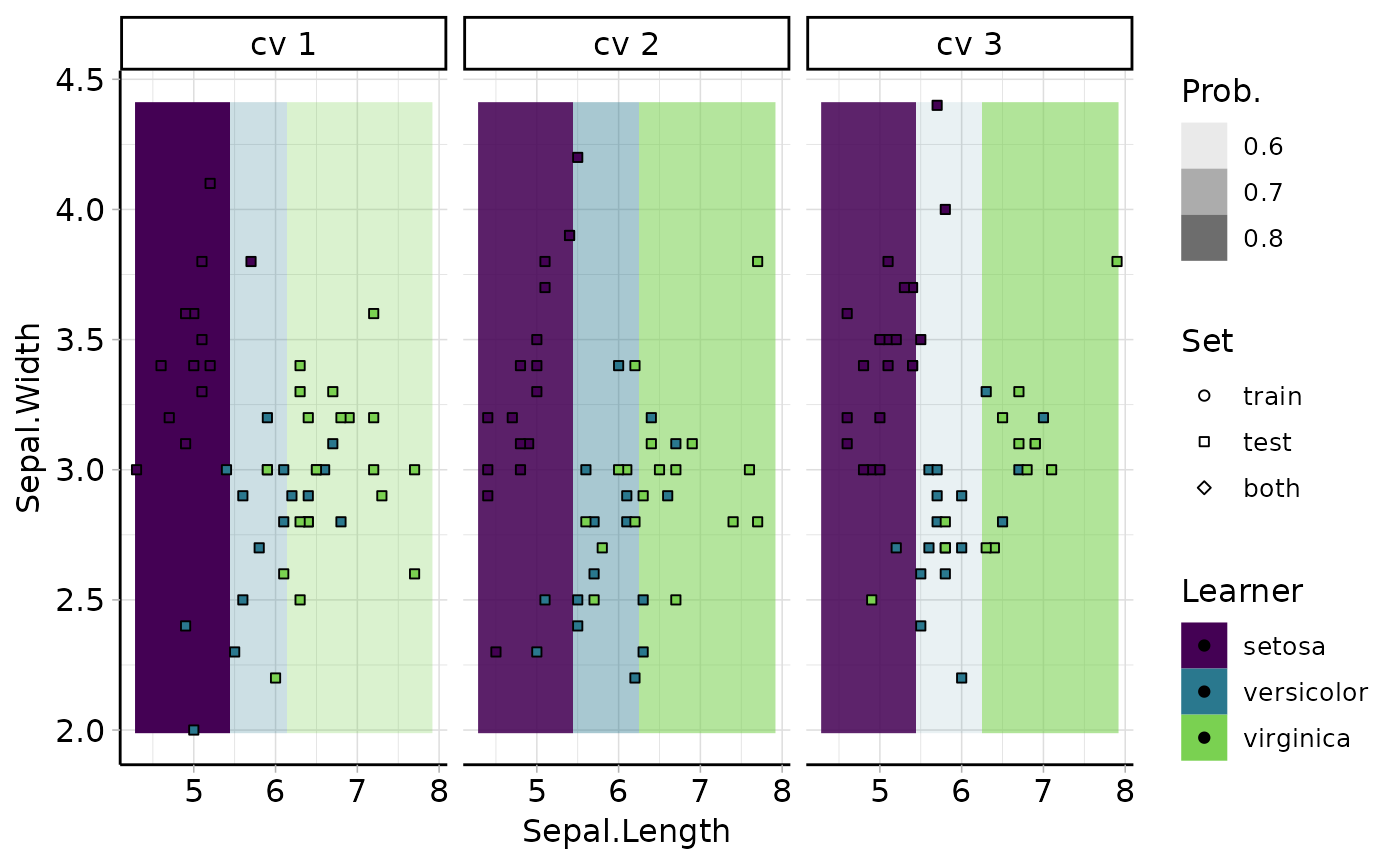 cv 1
cv 2
cv 3
4.5
4.0
3.5
3.0
2.5
2.0
Sepal.Width
5 6 7 8
5 6 7 8
5 6 7 8
Sepal.Length
Prob.
0.6
0.7
0.8
Set
train
test
both
Learner
setosa
versicolor
virginica